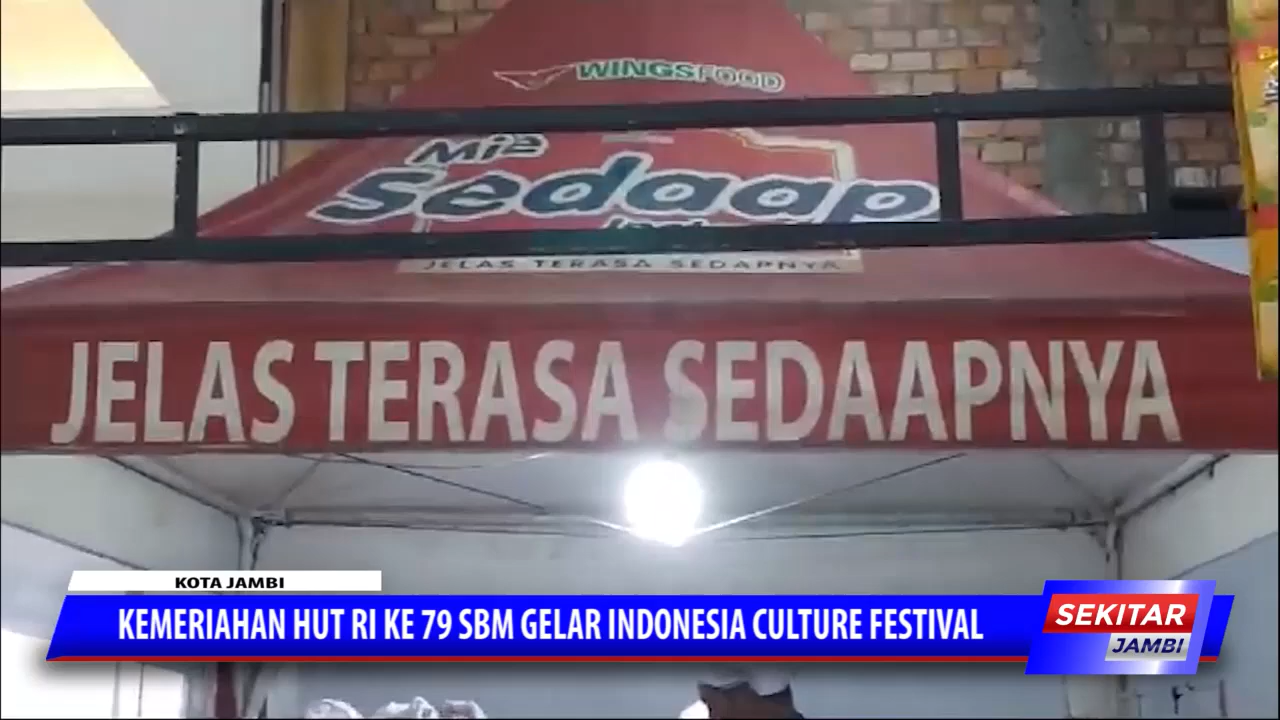 WINGSFOOD
Mie
Sedaap
JELAS TERASA SEDAPNYA
JELAS TERASA SEDAAPNYA
KOTA JAMBI
KEMERIAHAN HUT RI KE 79 SBM GELAR INDONESIA CULTURE FESTIVAL
SEKITAR
JAMBI